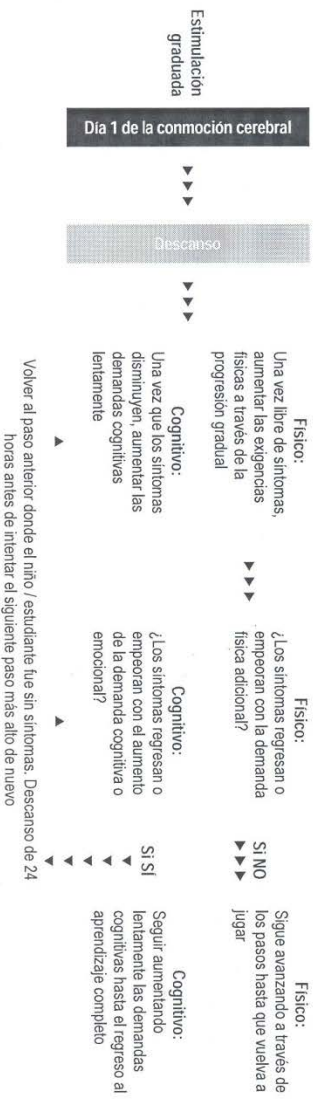 Estimulación
graduada
Día 1 de la conmoción cerebral
Descanso
Físico:
Una vez libre de síntomas,
aumentar las exigencias
físicas a través de la
progresión gradual
Cognitivo:
Una vez que los síntomas
disminuyen, aumentar las
demandas cognitivas
lentamente
Físico:
¿Los síntomas regresan o
empeoran con la demanda
física adicional?
Cognitivo:
¿Los síntomas regresan o
empeoran con el aumento
de la demanda cognitiva o
emocional?
Si NO
Si SÍ
Físico:
Sigue avanzando a través de
los pasos hasta que vuelva a
jugar
Cognitivo:
Seguir aumentando
lentamente las demandas
cognitivas hasta el regreso al
aprendizaje completo
Volver al paso anterior donde el niño / estudiante fue sin síntomas. Descanso de 24
horas antes de intentar el siguiente paso más alto de nuevo